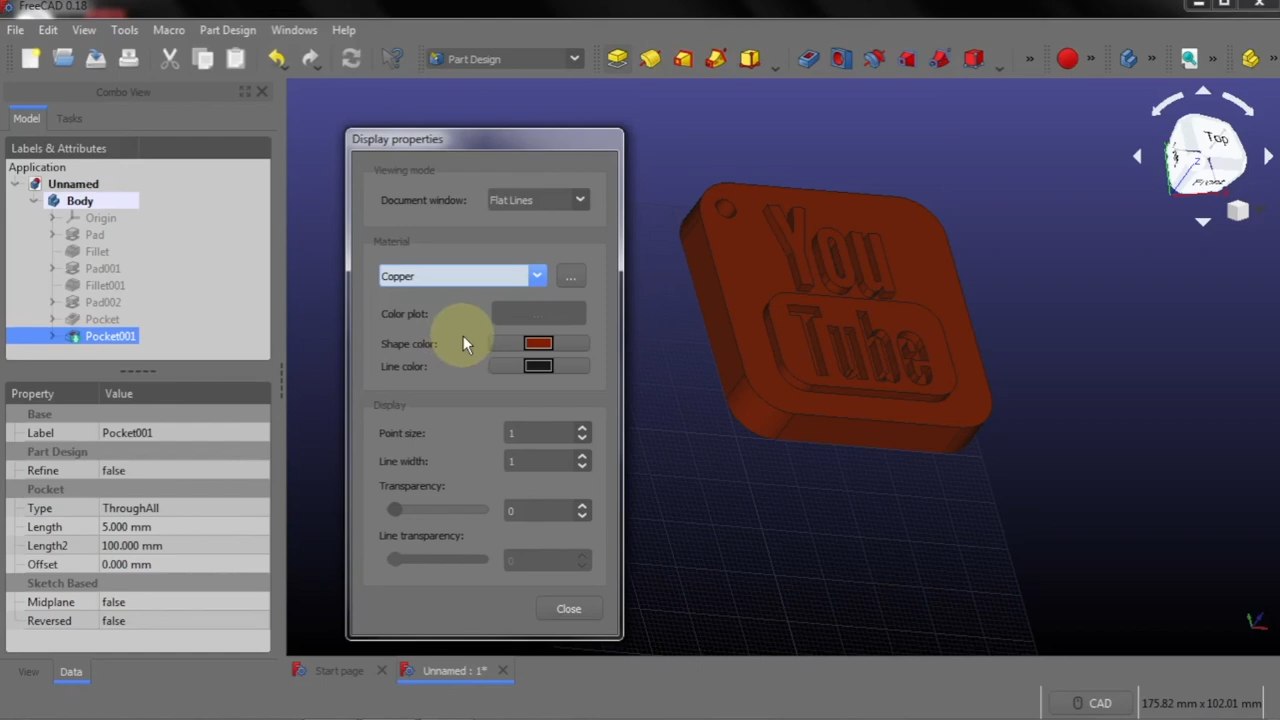 FreeCAD 0.18
File Edit View Tools Macro Part Design Windows Help
Part Design
Combo View
Model Tasks
Labels & Attributes
Application
Unnamed
Body
Origin
Pad
Fillet
Pad001
Fillet001
Pad002
Pocket
Pocket001
Property Value
Base
Label Pocket001
Part Design
Refine false
Pocket
Type ThroughAll
Length 5.000 mm
Length2 100.000 mm
Offset 0.000 mm
Sketch Based
Midplane false
Reversed false
View Data
Display properties
Viewing mode
Document window: Flat Lines
Material
Copper ...
Color plot: ...
Shape color:
Line color:
Display
Point size: 1
Line width: 1
Transparency:
0
Line transparency:
0
Close
You
Tube
Top
Front
Z
Start page Unnamed : 1*
CAD 175.82 mm x 102.01 mm